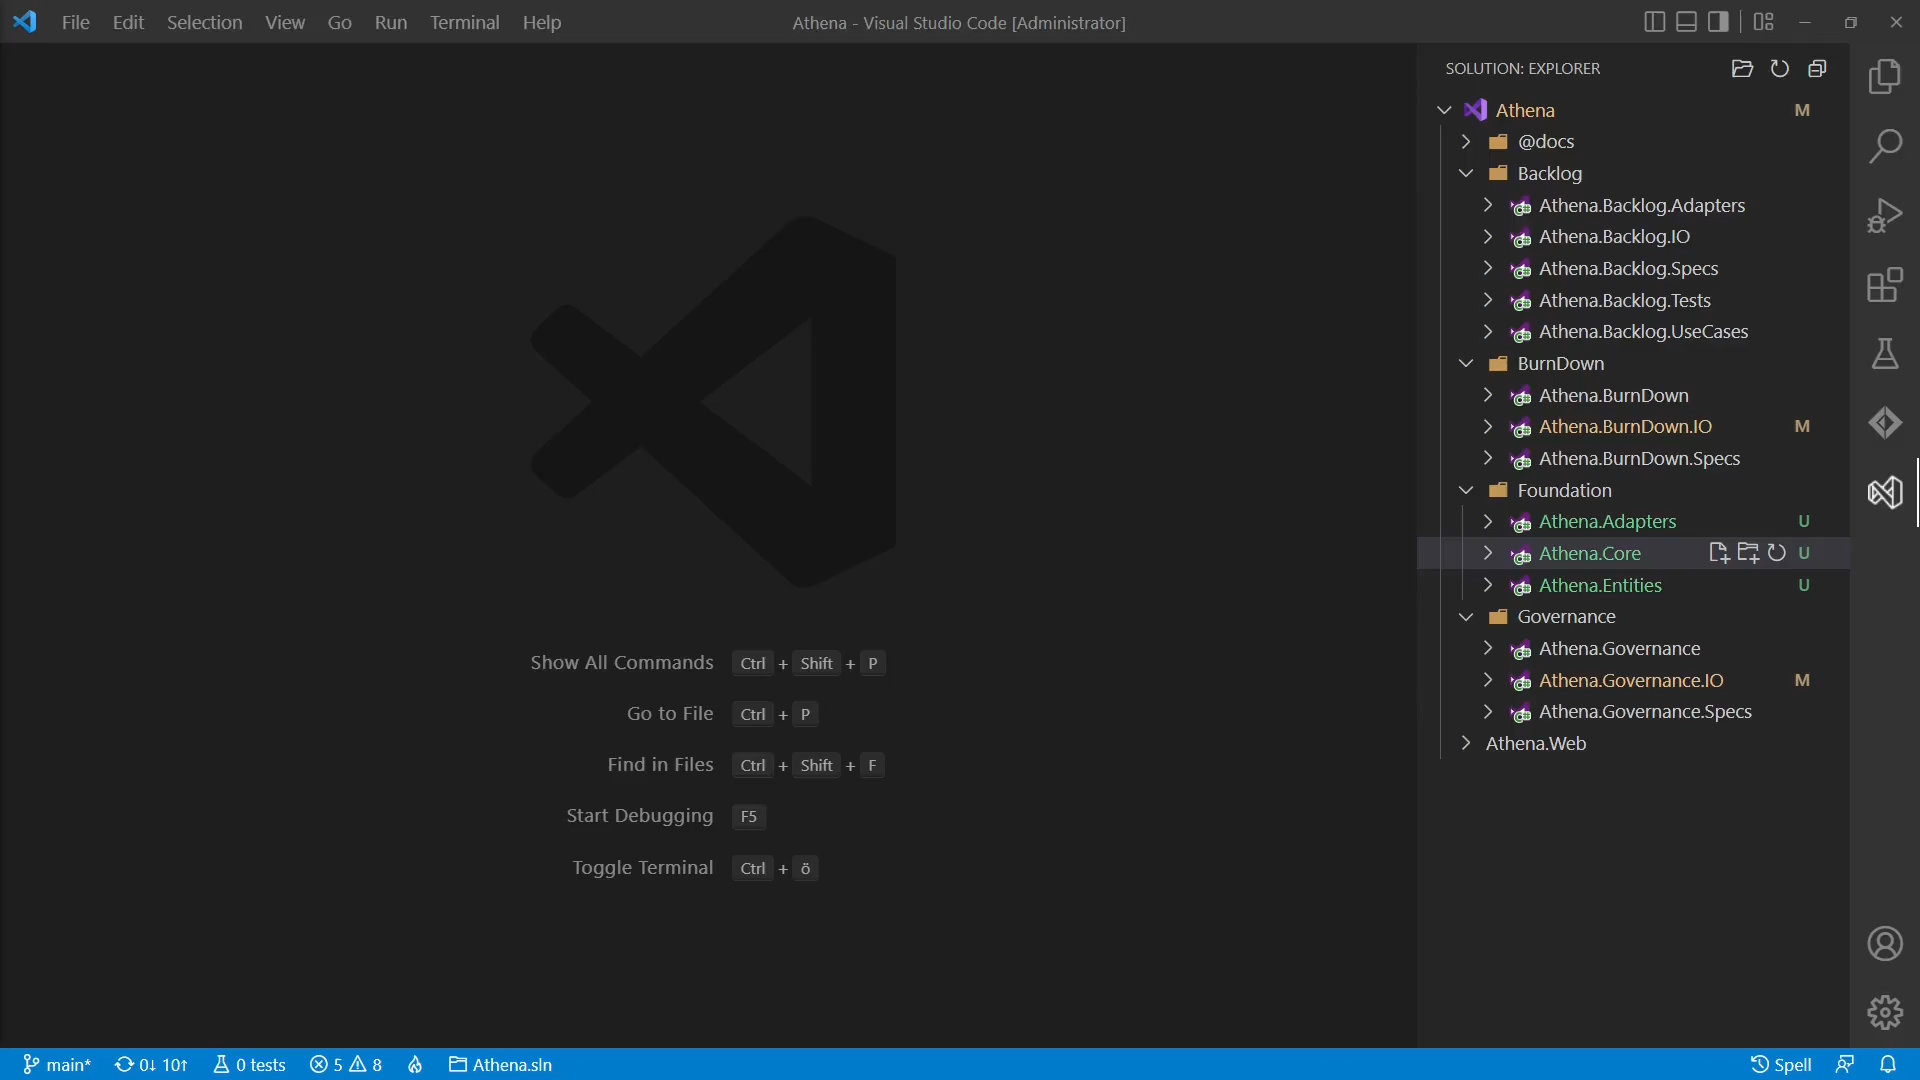 File Edit Selection View Go Run Terminal Help
Athena - Visual Studio Code [Administrator]
SOLUTION: EXPLORER
Athena M
@docs
Backlog
Athena.Backlog.Adapters
Athena.Backlog.IO
Athena.Backlog.Specs
Athena.Backlog.Tests
Athena.Backlog.UseCases
BurnDown
Athena.BurnDown
Athena.BurnDown.IO M
Athena.BurnDown.Specs
Foundation
Athena.Adapters U
Athena.Core U
Athena.Entities U
Governance
Athena.Governance
Athena.Governance.IO M
Athena.Governance.Specs
Athena.Web
Show All Commands Ctrl + Shift + P
Go to File Ctrl + P
Find in Files Ctrl + Shift + F
Start Debugging F5
Toggle Terminal Ctrl + ö
main* 0↓ 10↑ 0 tests 5 8 Athena.sln Spell